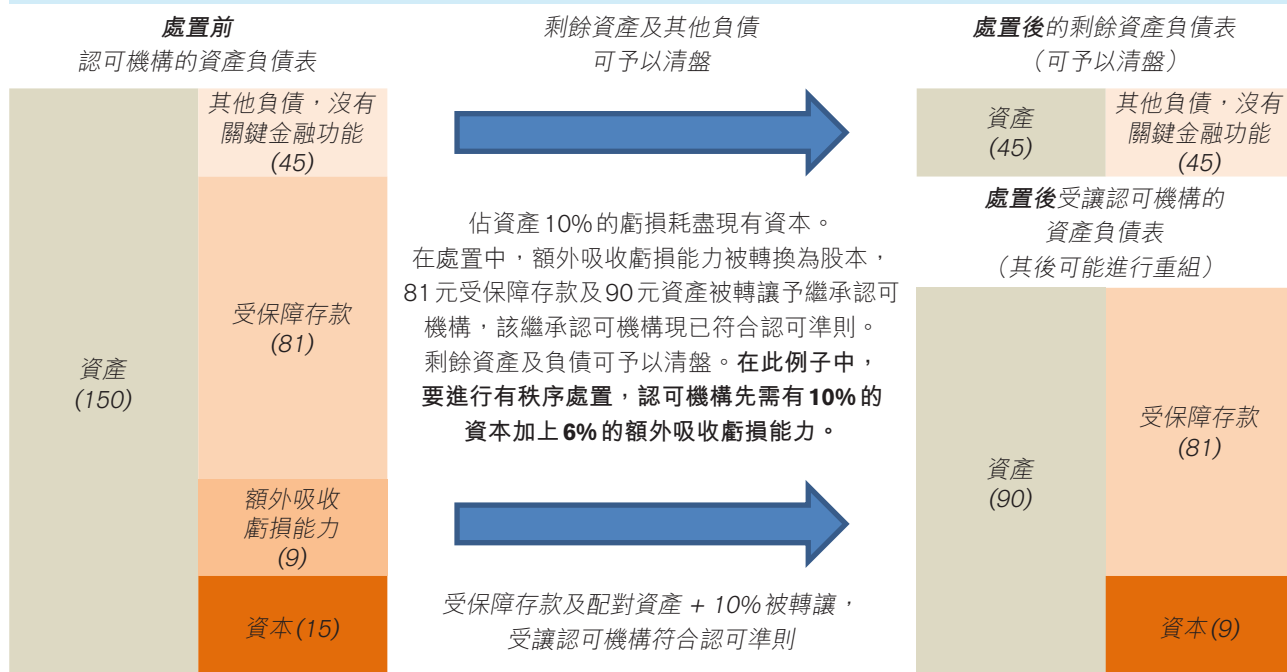 處置前
認可機構的資產負債表
資產
(150)
其他負債，沒有
關鍵金融功能
(45)
受保障存款
(81)
額外吸收
虧損能力
(9)
資本(15)
剩餘資產及其他負債
可予以清盤
佔資產10%的虧損耗盡現有資本。
在處置中，額外吸收虧損能力被轉換為股本，
81元受保障存款及90元資產被轉讓予繼承認可
機構，該繼承認可機構現已符合認可準則。
剩餘資產及負債可予以清盤。在此例子中，
要進行有秩序處置，認可機構先需有10%的
資本加上6%的額外吸收虧損能力。
受保障存款及配對資產 + 10%被轉讓，
受讓認可機構符合認可準則
處置後的剩餘資產負債表
（可予以清盤）
資產
(45)
其他負債，沒有
關鍵金融功能
(45)
處置後受讓認可機構的
資產負債表
（其後可能進行重組）
資產
(90)
受保障存款
(81)
資本(9)